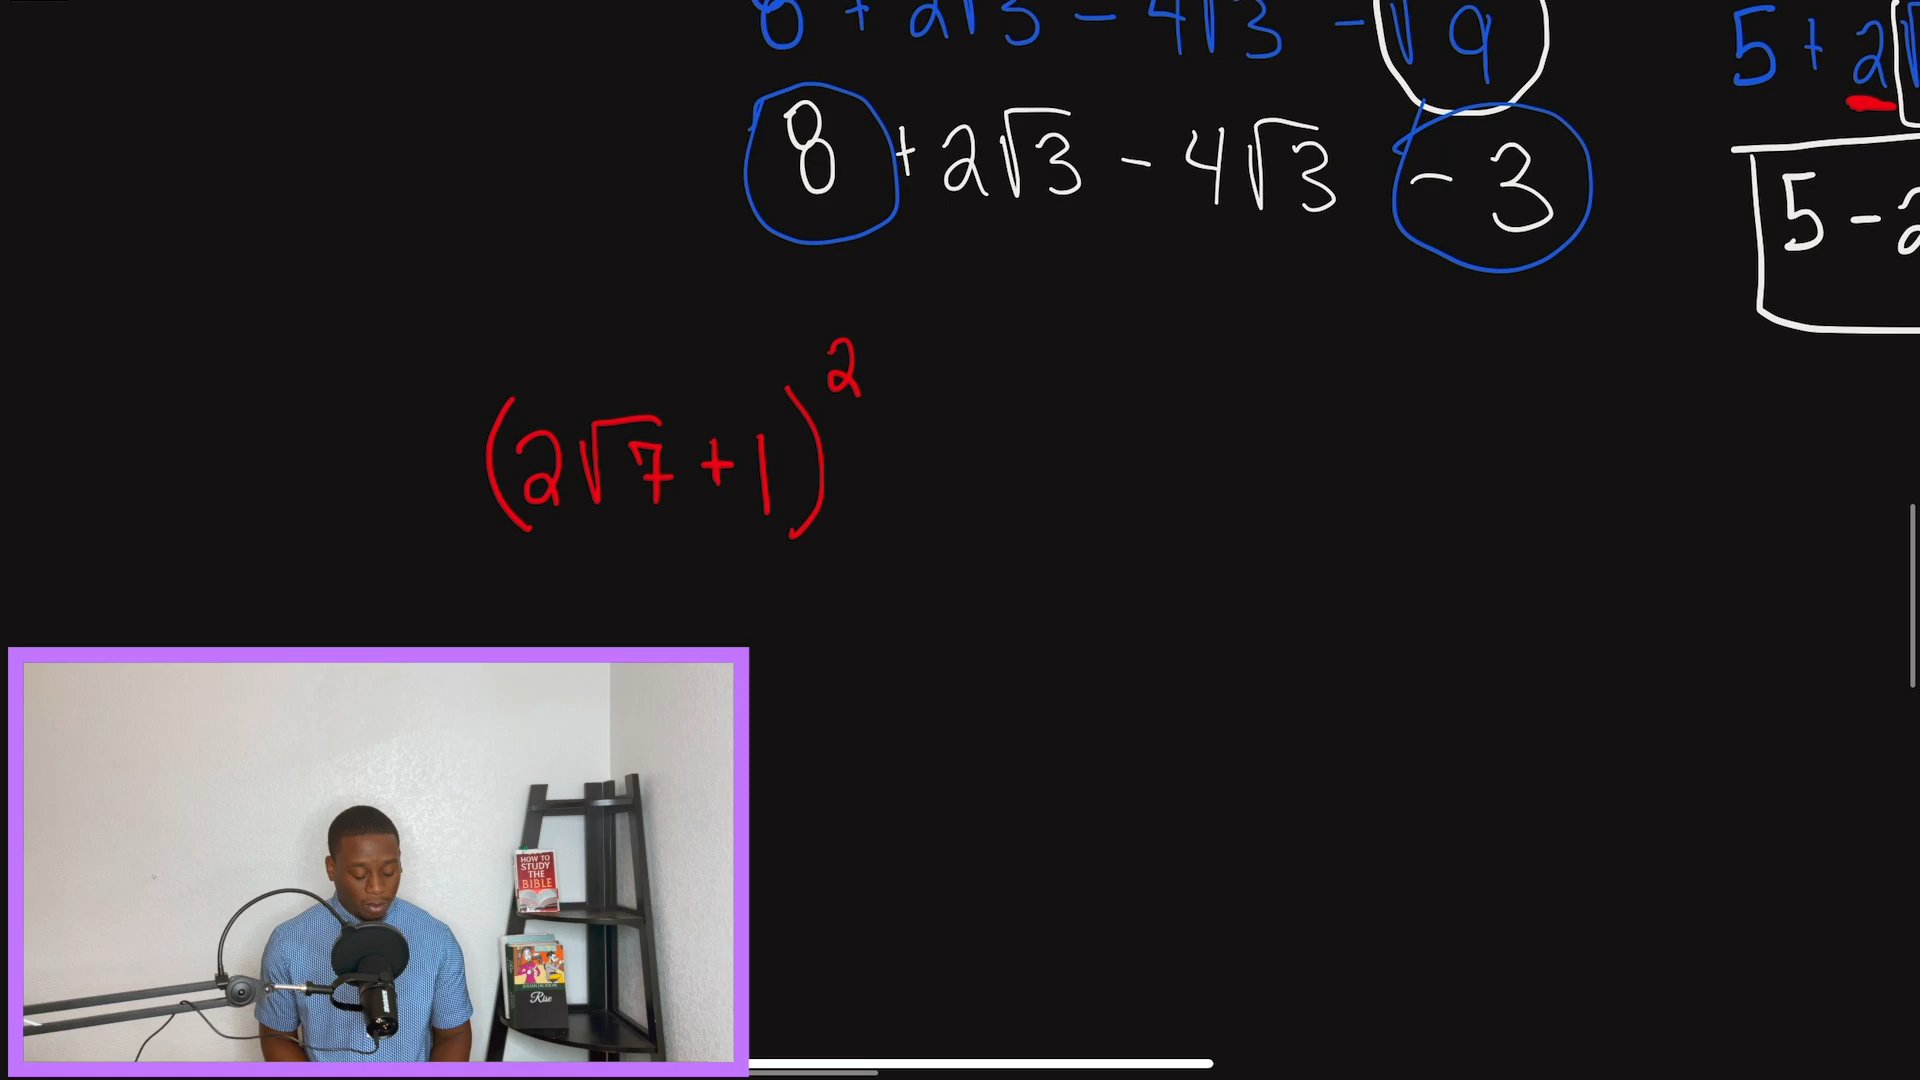 8 + 2√3 - 4√3 - √9
8 + 2√3 - 4√3 - 3
5 + 2√
5 - 2
(2√7 + 1)²
HOW TO
STUDY
THE
BIBLE
Rise